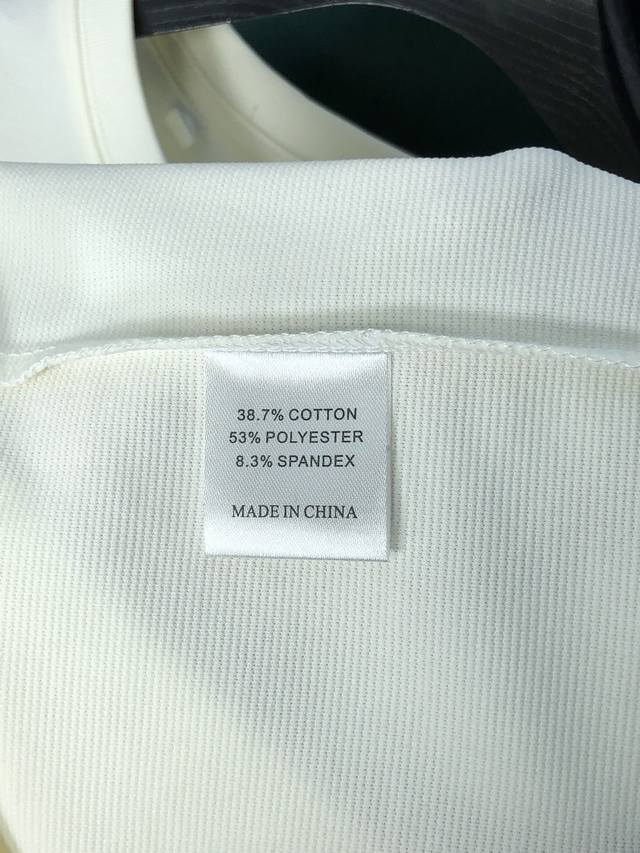 38.7% COTTON
53% POLYESTER
8.3% SPANDEX
MADE IN CHINA